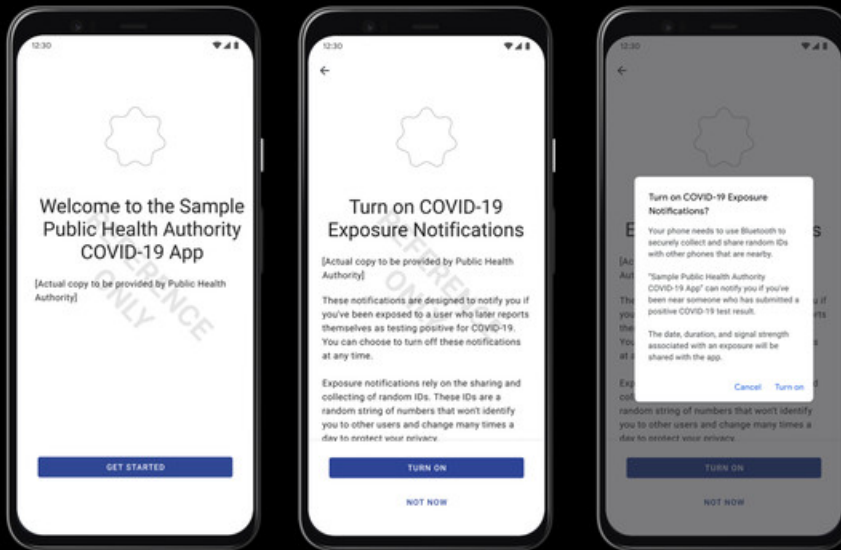 12:30
Welcome to the Sample
Public Health Authority
COVID-19 App
[Actual copy to be provided by Public Health
Authority]
REFERENCE
ONLY
GET STARTED
12:30
Turn on COVID-19
Exposure Notifications
[Actual copy to be provided by Public Health
Authority]
These notifications are designed to notify you if
you've been exposed to a user who later reports
themselves as testing positive for COVID-19.
You can choose to turn off these notifications
at any time.
Exposure notifications rely on the sharing and
collecting of random IDs. These IDs are a
random string of numbers that won't identify
you to other users and change many times a
day to protect your privacy.
REFERENCE
ONLY
TURN ON
NOT NOW
12:30
Turn on COVID-19 Exposure
Notifications?
Your phone needs to use Bluetooth to
securely collect and share random IDs
with other phones that are nearby.
"Sample Public Health Authority
COVID-19 App" can notify you if you've
been near someone who has submitted a
positive COVID-19 test result.
The date, duration, and signal strength
associated with an exposure will be
shared with the app.
Cancel Turn on
random string of numbers that won't identify
you to other users and change many times a
day to protect your privacy.
TURN ON
NOT NOW